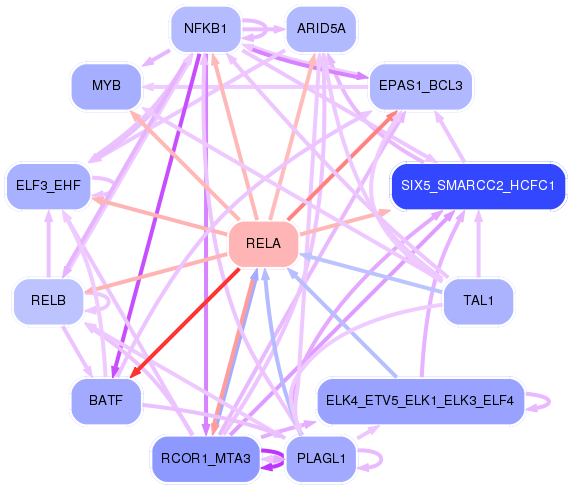 NFKB1
ARID5A
MYB
EPAS1_BCL3
ELF3_EHF
SIX5_SMARCC2_HCFC1
RELA
RELB
TAL1
BATF
ELK4_ETV5_ELK1_ELK3_ELF4
RCOR1_MTA3
PLAGL1